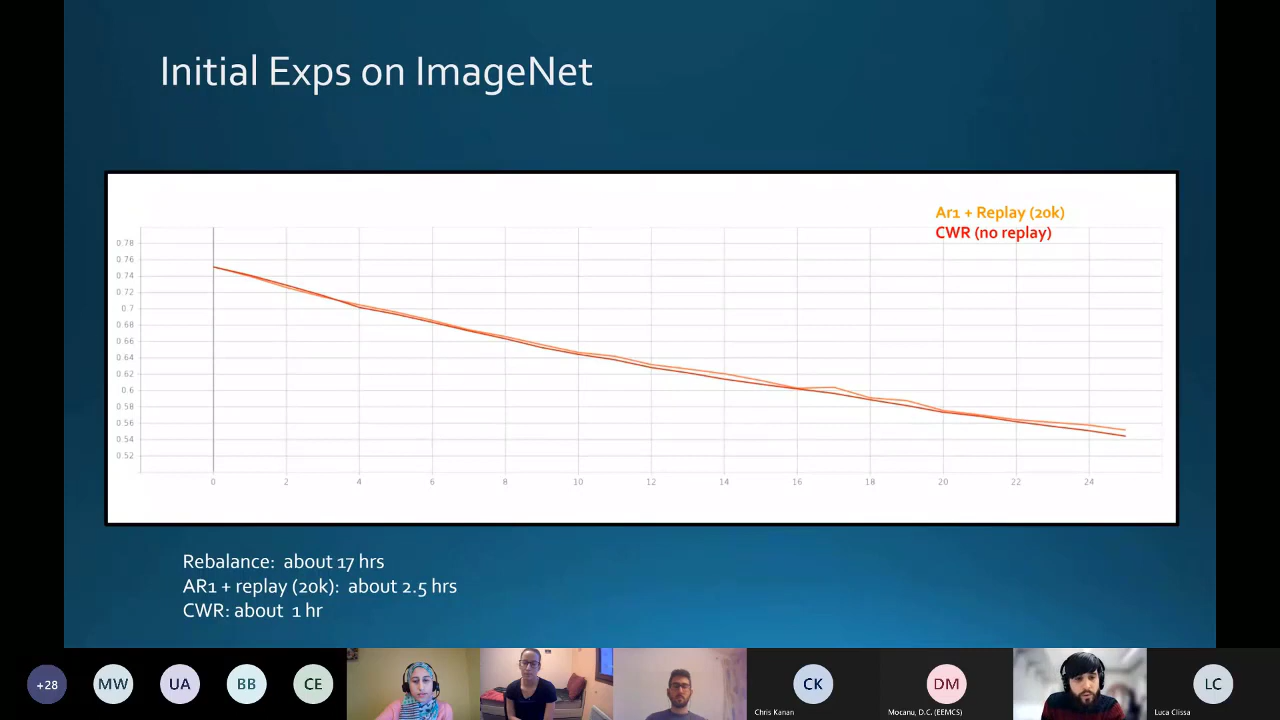 Initial Exps on ImageNet
Ar1 + Replay (20k)
CWR (no replay)
0.78
0.76
0.74
0.72
0.7
0.68
0.66
0.64
0.62
0.6
0.58
0.56
0.54
0.52
0 2 4 6 8 10 12 14 16 18 20 22 24
Rebalance: about 17 hrs
AR1 + replay (20k): about 2.5 hrs
CWR: about 1 hr
+28 MW UA BB CE CK DM LC
Chris Kanan Mocanu, D.C. (EEMCS) Luca Clissa